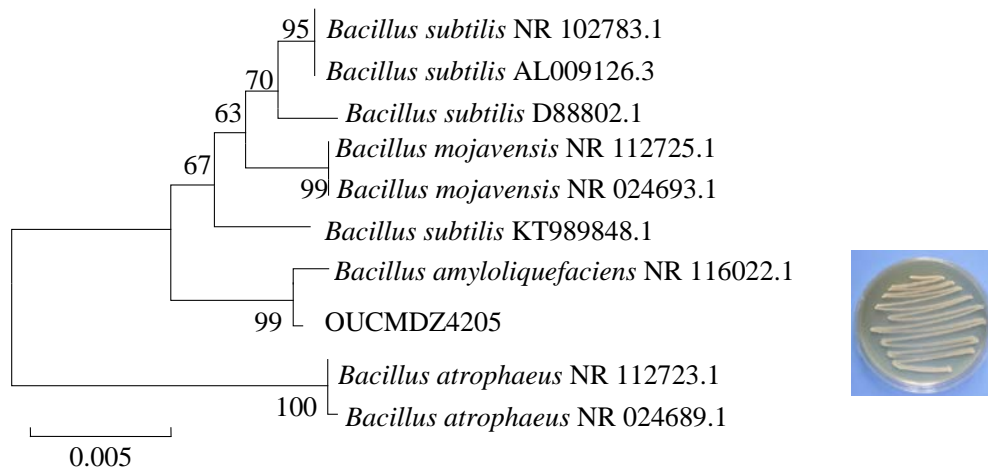 95 Bacillus subtilis NR 102783.1
Bacillus subtilis AL009126.3
70
Bacillus subtilis D88802.1
63
Bacillus mojavensis NR 112725.1
67
99 Bacillus mojavensis NR 024693.1
Bacillus subtilis KT989848.1
Bacillus amyloliquefaciens NR 116022.1
99 OUCMDZ4205
Bacillus atrophaeus NR 112723.1
100 Bacillus atrophaeus NR 024689.1
0.005